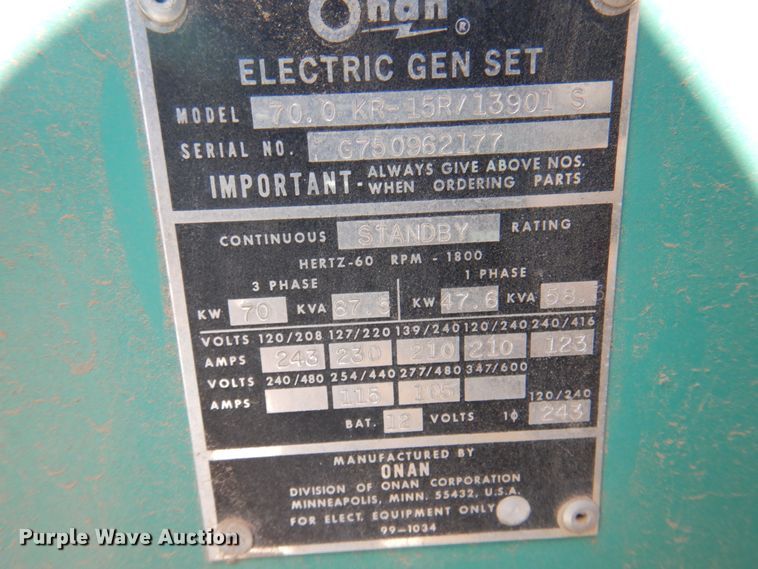 Onan ®
ELECTRIC GEN SET
MODEL 70.0 KR-15R/13901 S
SERIAL NO. G750962177
IMPORTANT- ALWAYS GIVE ABOVE NOS.
WHEN ORDERING PARTS
CONTINUOUS STANDBY RATING
HERTZ-60 RPM - 1800
3 PHASE 1 PHASE
KW 70 KVA 87.5 KW 47.6 KVA 58.
VOLTS 120/208 127/220 139/240 120/240 240/416
AMPS 243 230 210 210 123
VOLTS 240/480 254/440 277/480 347/600
AMPS 115 105 120/240
BAT. 12 VOLTS 1ϕ 243
MANUFACTURED BY
ONAN
DIVISION OF ONAN CORPORATION
MINNEAPOLIS, MINN. 55432, U.S.A.
FOR ELECT. EQUIPMENT ONLY
99-1034
Purple Wave Auction